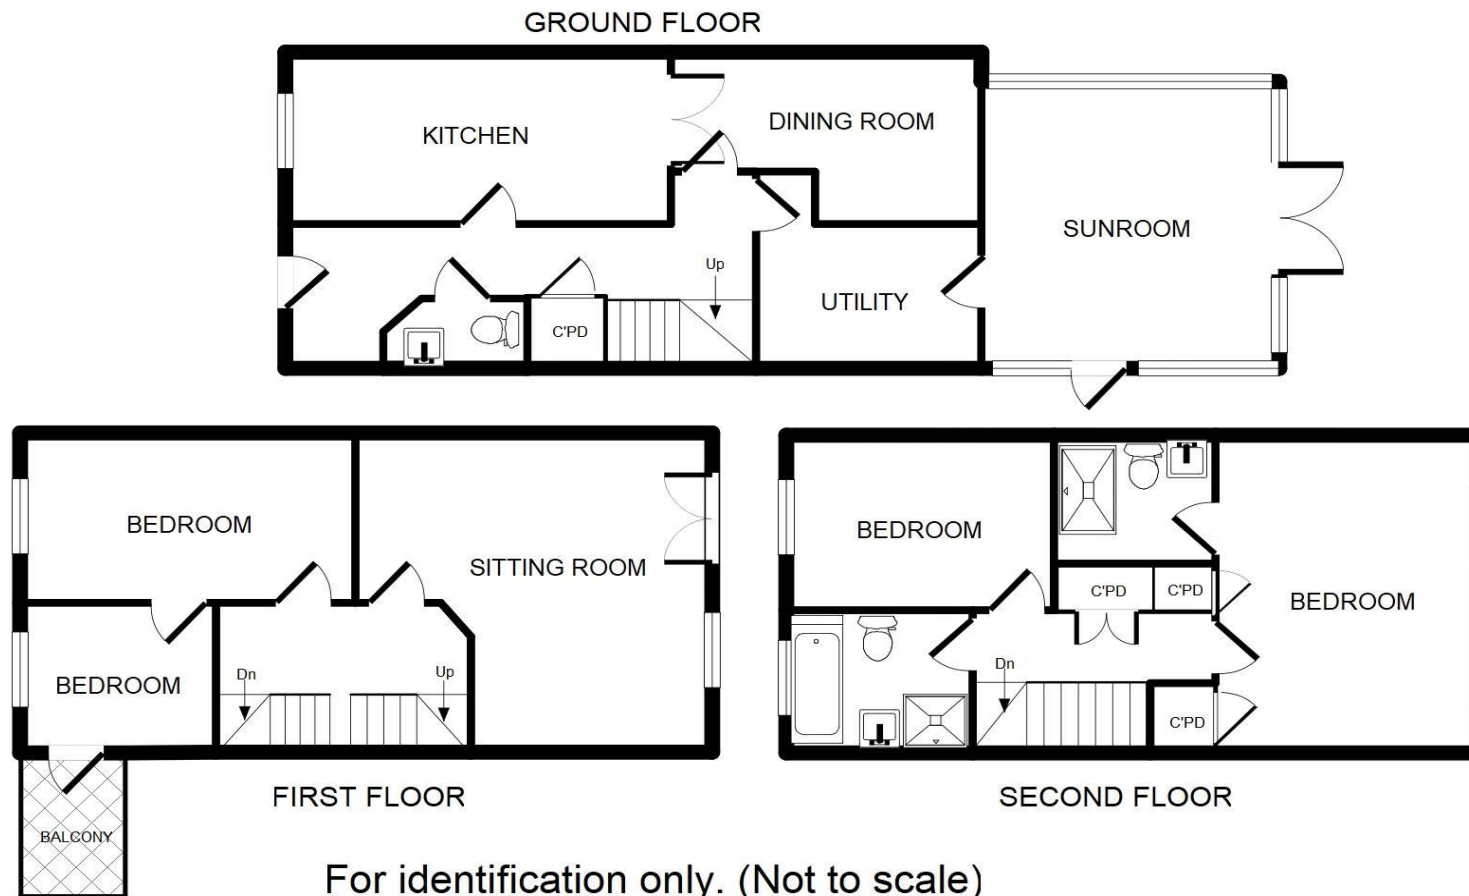 GROUND FLOOR
KITCHEN
DINING ROOM
SUNROOM
Up
UTILITY
C'PD
BEDROOM
SITTING ROOM
BEDROOM
Dn
Up
BALCONY
FIRST FLOOR
BEDROOM
C'PD
C'PD
BEDROOM
Dn
C'PD
SECOND FLOOR
For identification only. (Not to scale)